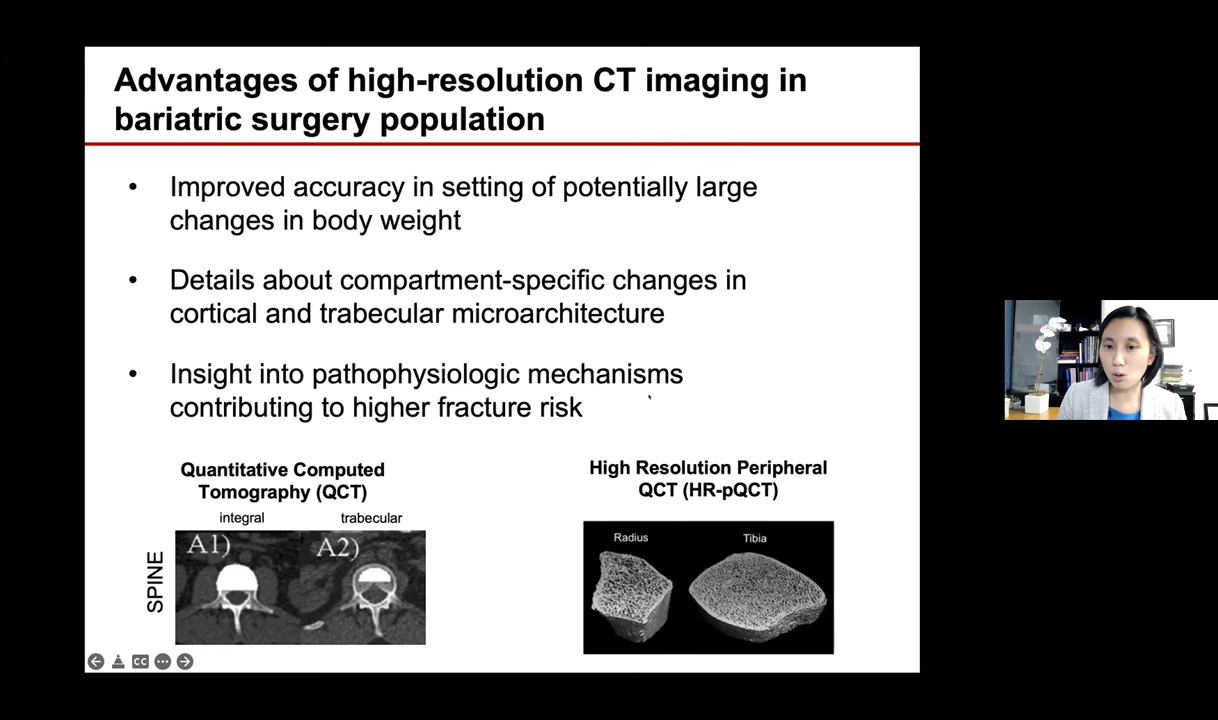 Advantages of high-resolution CT imaging in
bariatric surgery population
• Improved accuracy in setting of potentially large
changes in body weight
• Details about compartment-specific changes in
cortical and trabecular microarchitecture
• Insight into pathophysiologic mechanisms
contributing to higher fracture risk
Quantitative Computed
Tomography (QCT)
integral trabecular
SPINE
A1) A2)
High Resolution Peripheral
QCT (HR-pQCT)
Radius Tibia
CC